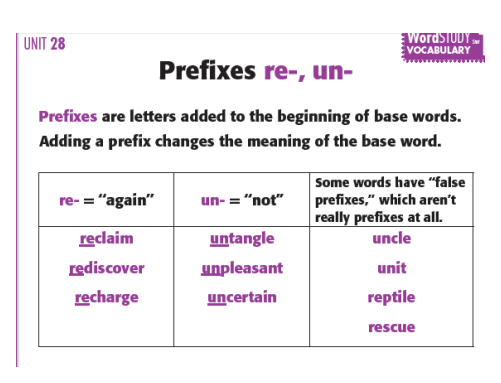 UNIT 28
WordSTUDY
VOCABULARY
Prefixes re-, un-
Prefixes are letters added to the beginning of base words.
Adding a prefix changes the meaning of the base word.
re- = “again”
un- = “not”
Some words have “false
prefixes,” which aren’t
really prefixes at all.
reclaim
untangle
uncle
rediscover
unpleasant
unit
recharge
uncertain
reptile
rescue